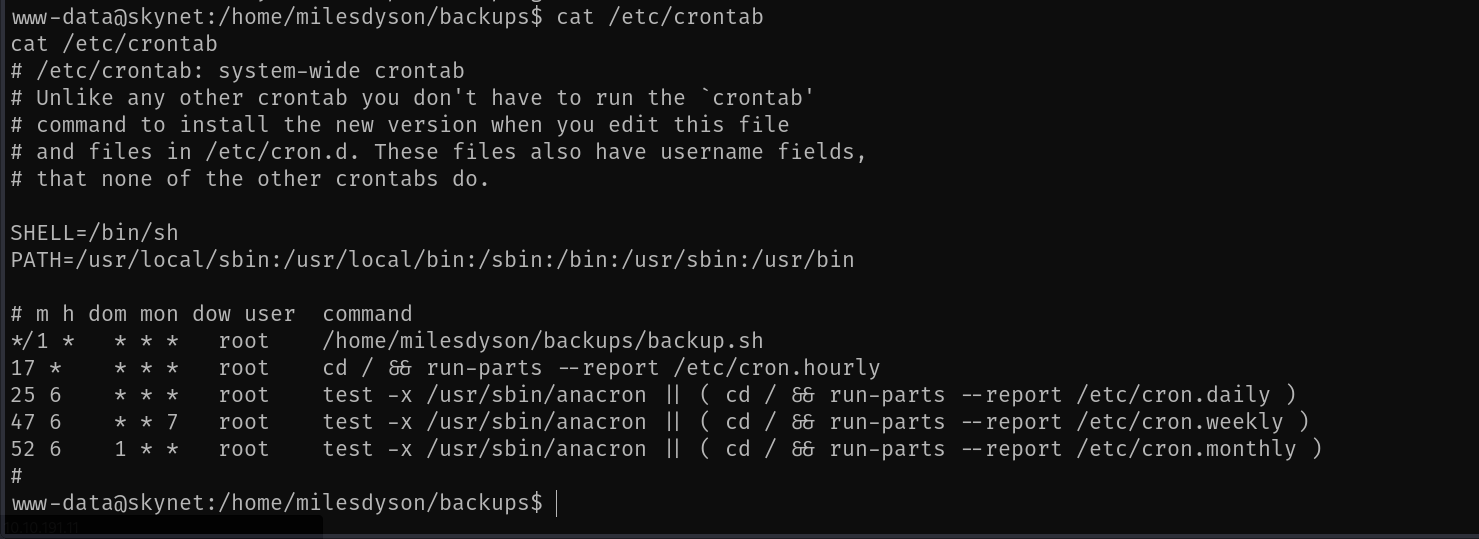 www-data@skynet:/home/milesdyson/backups$ cat /etc/crontab
cat /etc/crontab
# /etc/crontab: system-wide crontab
# Unlike any other crontab you don't have to run the `crontab'
# command to install the new version when you edit this file
# and files in /etc/cron.d. These files also have username fields,
# that none of the other crontabs do.
SHELL=/bin/sh
PATH=/usr/local/sbin:/usr/local/bin:/sbin:/bin:/usr/sbin:/usr/bin
# m h dom mon dow user  command
*/1 *   * * *   root    /home/milesdyson/backups/backup.sh
17 *    * * *   root    cd / && run-parts --report /etc/cron.hourly
25 6    * * *   root    test -x /usr/sbin/anacron || ( cd / && run-parts --report /etc/cron.daily )
47 6    * * 7   root    test -x /usr/sbin/anacron || ( cd / && run-parts --report /etc/cron.weekly )
52 6    1 * *   root    test -x /usr/sbin/anacron || ( cd / && run-parts --report /etc/cron.monthly )
#
www-data@skynet:/home/milesdyson/backups$